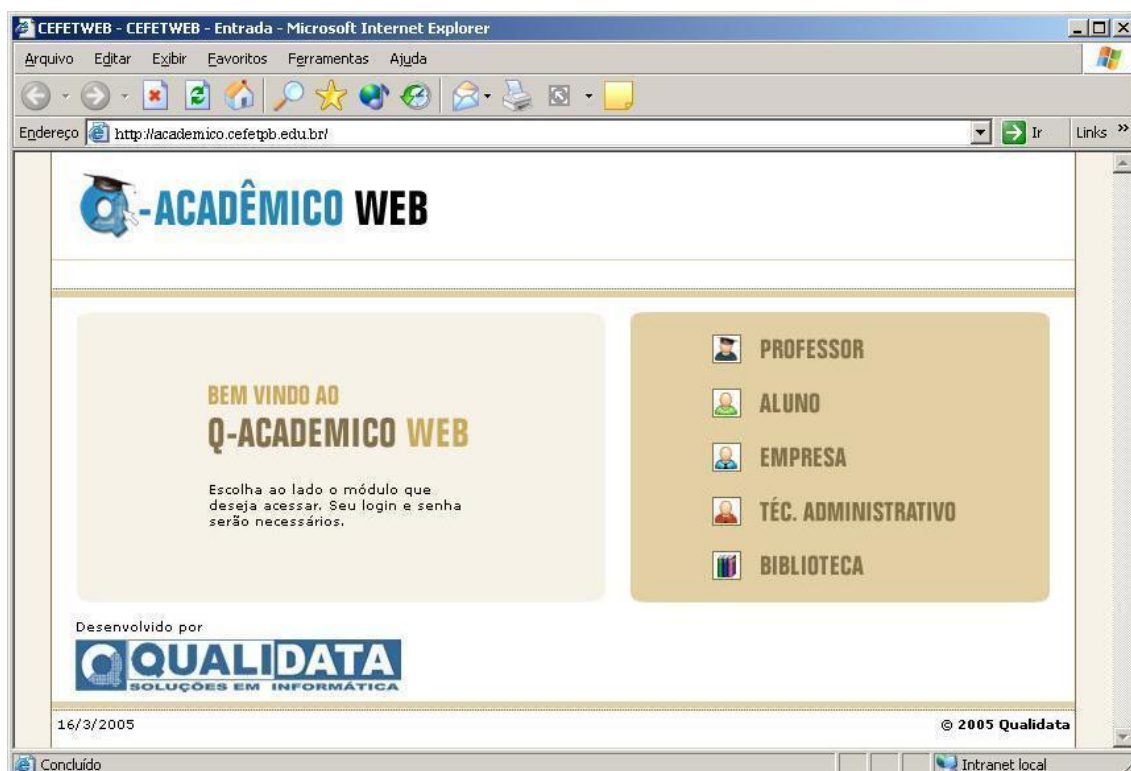 CEFETWEB - CEFETWEB - Entrada - Microsoft Internet Explorer
Arquivo Editar Exibir Favoritos Ferramentas Ajuda
Endereço http://academico.cefetpb.edu.br/ Ir Links »
Q-ACADÊMICO WEB
BEM VINDO AO
Q-ACADEMICO WEB
Escolha ao lado o módulo que
deseja acessar. Seu login e senha
serão necessários.
PROFESSOR
ALUNO
EMPRESA
TÉC. ADMINISTRATIVO
BIBLIOTECA
Desenvolvido por
QUALIDATA
SOLUÇÕES EM INFORMÁTICA
16/3/2005 © 2005 Qualidata
Concluído Intranet local